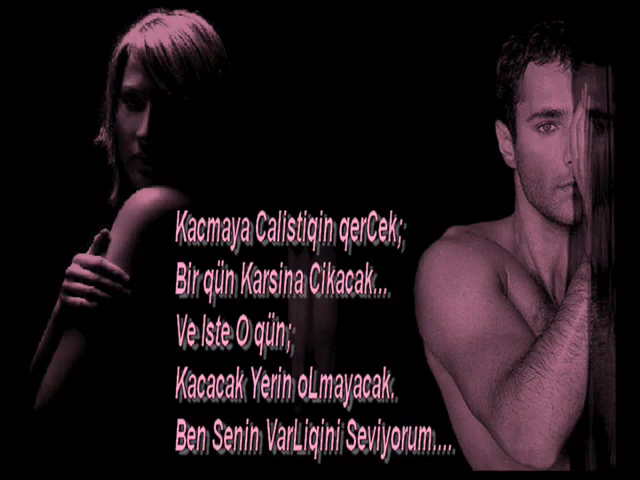 Kacmaya Calistiqin qerCek;
Bir qün Karsina Cikacak...
Ve Iste O qün;
Kacacak Yerin oLmayacak.
Ben Senin VarLiqini Seviyorum....